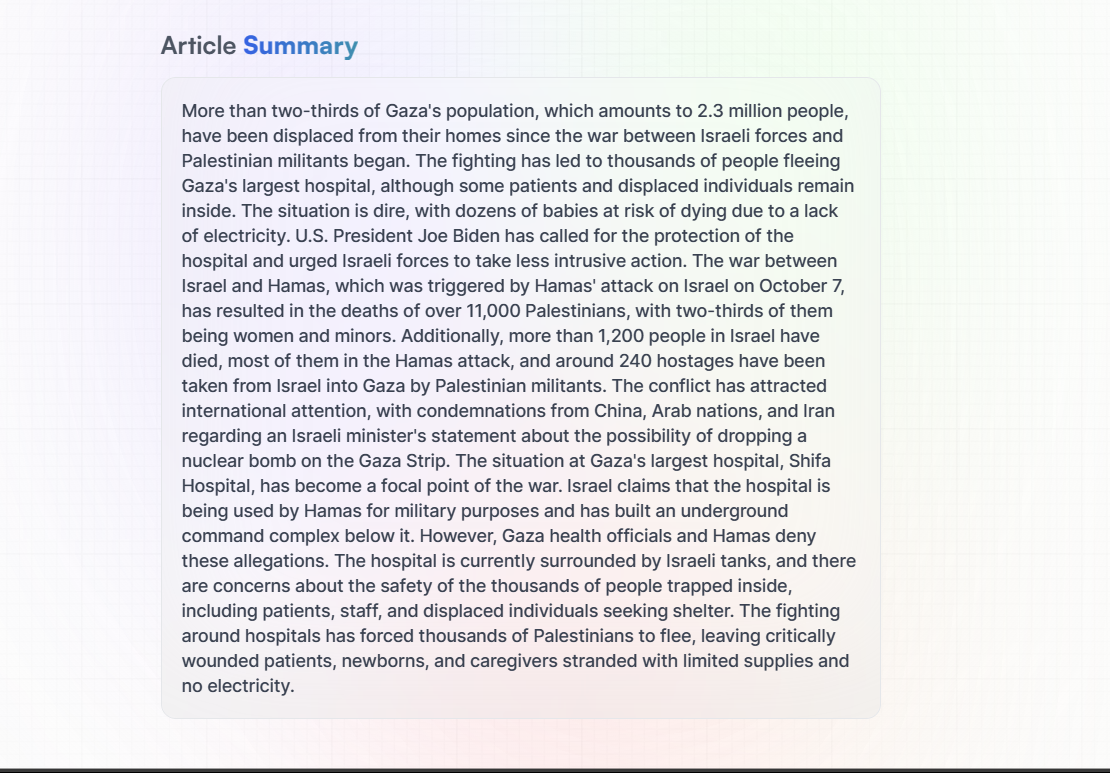 Article Summary
More than two-thirds of Gaza's population, which amounts to 2.3 million people,
have been displaced from their homes since the war between Israeli forces and
Palestinian militants began. The fighting has led to thousands of people fleeing
Gaza's largest hospital, although some patients and displaced individuals remain
inside. The situation is dire, with dozens of babies at risk of dying due to a lack
of electricity. U.S. President Joe Biden has called for the protection of the
hospital and urged Israeli forces to take less intrusive action. The war between
Israel and Hamas, which was triggered by Hamas' attack on Israel on October 7,
has resulted in the deaths of over 11,000 Palestinians, with two-thirds of them
being women and minors. Additionally, more than 1,200 people in Israel have
died, most of them in the Hamas attack, and around 240 hostages have been
taken from Israel into Gaza by Palestinian militants. The conflict has attracted
international attention, with condemnations from China, Arab nations, and Iran
regarding an Israeli minister's statement about the possibility of dropping a
nuclear bomb on the Gaza Strip. The situation at Gaza's largest hospital, Shifa
Hospital, has become a focal point of the war. Israel claims that the hospital is
being used by Hamas for military purposes and has built an underground
command complex below it. However, Gaza health officials and Hamas deny
these allegations. The hospital is currently surrounded by Israeli tanks, and there
are concerns about the safety of the thousands of people trapped inside,
including patients, staff, and displaced individuals seeking shelter. The fighting
around hospitals has forced thousands of Palestinians to flee, leaving critically
wounded patients, newborns, and caregivers stranded with limited supplies and
no electricity.